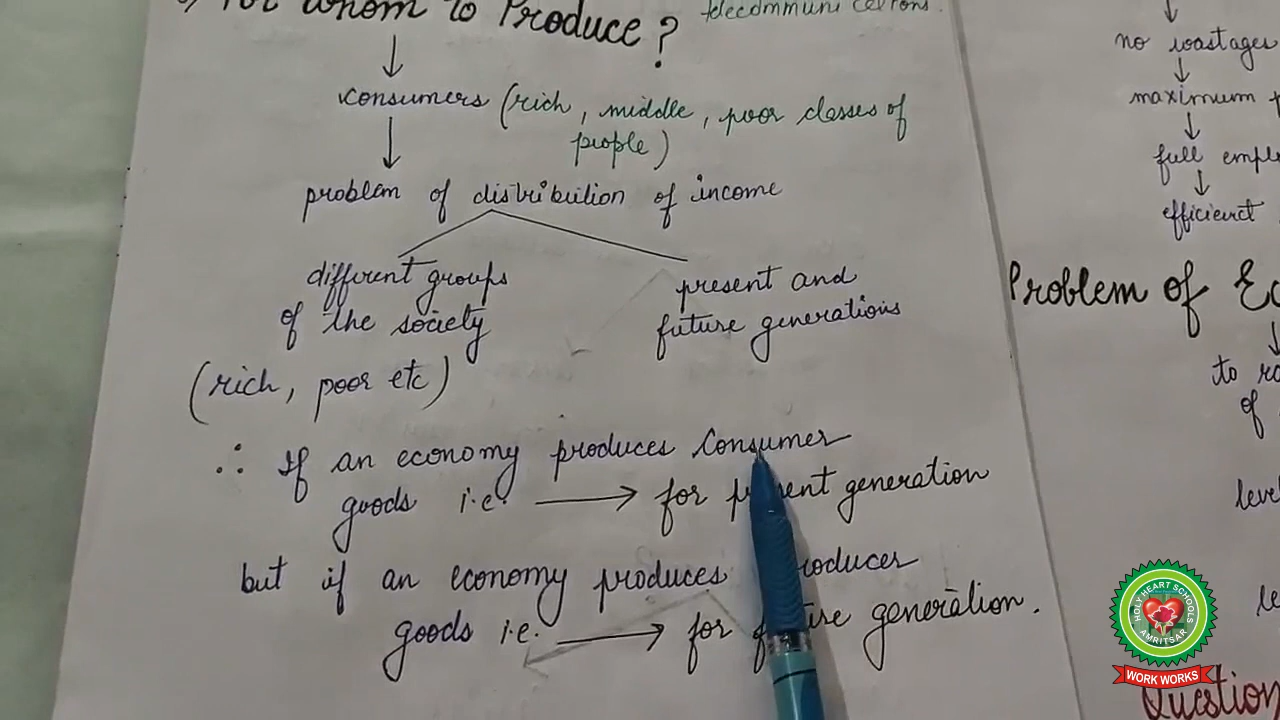 For Whom to Produce?
telecommunications.
consumers (rich, middle, poor classes of
people)
problem of distribution of income
different groups
of the society
(rich, poor etc)
present and
future generations
∴ If an economy produces Consumer
goods i.e. → for present generation
but if an economy produces producer
goods i.e. → for future generation.
no wastages
maximum
full
efficient
Problem of
to
of
HOLY HEART SCHOOLS
AMRITSAR
WORK WORKS
Question